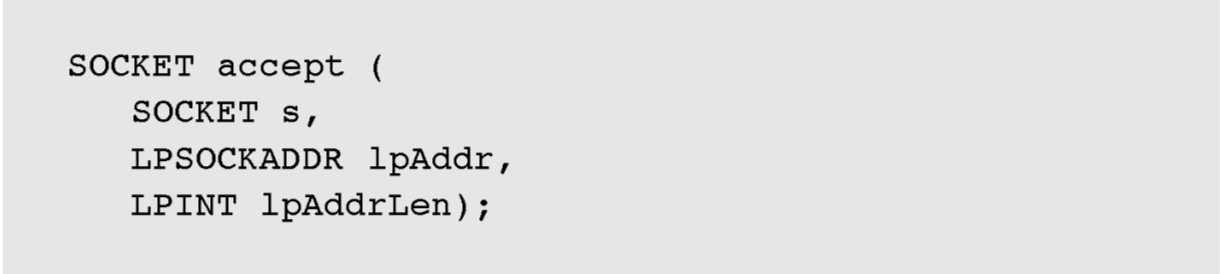 SOCKET accept (
SOCKET s,
LPSOCKADDR lpAddr,
LPINT lpAddrLen);